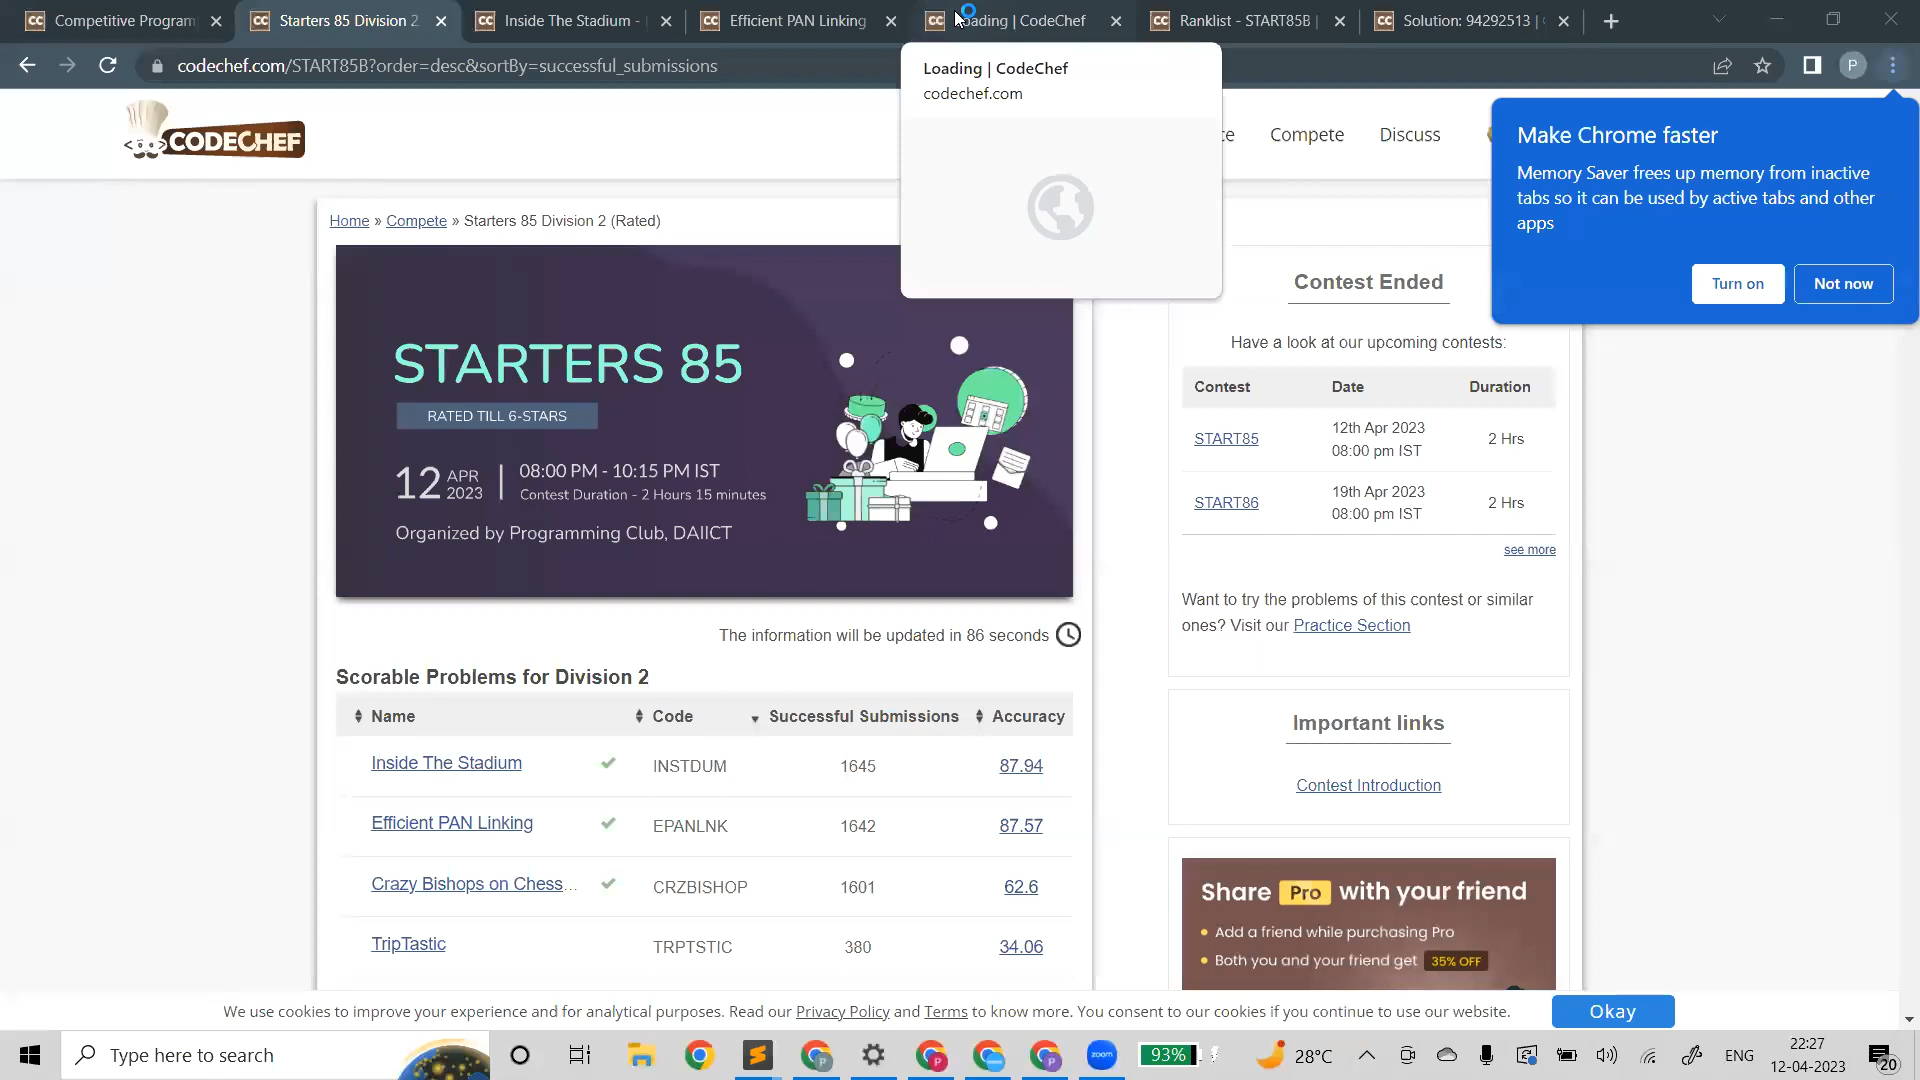 Competitive Program
Starters 85 Division 2
Inside The Stadium -
Efficient PAN Linking
oading | CodeChef
Ranklist - START85B |
Solution: 94292513 |
codechef.com/START85B?order=desc&sortBy=successful_submissions
P
Loading | CodeChef
codechef.com
CODECHEF
Compete
Discuss
Make Chrome faster
Memory Saver frees up memory from inactive
tabs so it can be used by active tabs and other
apps
Turn on
Not now
Home » Compete » Starters 85 Division 2 (Rated)
STARTERS 85
RATED TILL 6-STARS
12 APR 2023 | 08:00 PM - 10:15 PM IST
Contest Duration - 2 Hours 15 minutes
Organized by Programming Club, DAIICT
The information will be updated in 86 seconds
Scorable Problems for Division 2
Name Code Successful Submissions Accuracy
Inside The Stadium INSTDUM 1645 87.94
Efficient PAN Linking EPANLNK 1642 87.57
Crazy Bishops on Chess... CRZBISHOP 1601 62.6
TripTastic TRPTSTIC 380 34.06
Contest Ended
Have a look at our upcoming contests:
Contest Date Duration
START85 12th Apr 2023 08:00 pm IST 2 Hrs
START86 19th Apr 2023 08:00 pm IST 2 Hrs
see more
Want to try the problems of this contest or similar
ones? Visit our Practice Section
Important links
Contest Introduction
Share Pro with your friend
Add a friend while purchasing Pro
Both you and your friend get 35% OFF
We use cookies to improve your experience and for analytical purposes. Read our Privacy Policy and Terms to know more. You consent to our cookies if you continue to use our website.
Okay
Type here to search
zoom
93%
28°C
ENG
22:27
12-04-2023
20